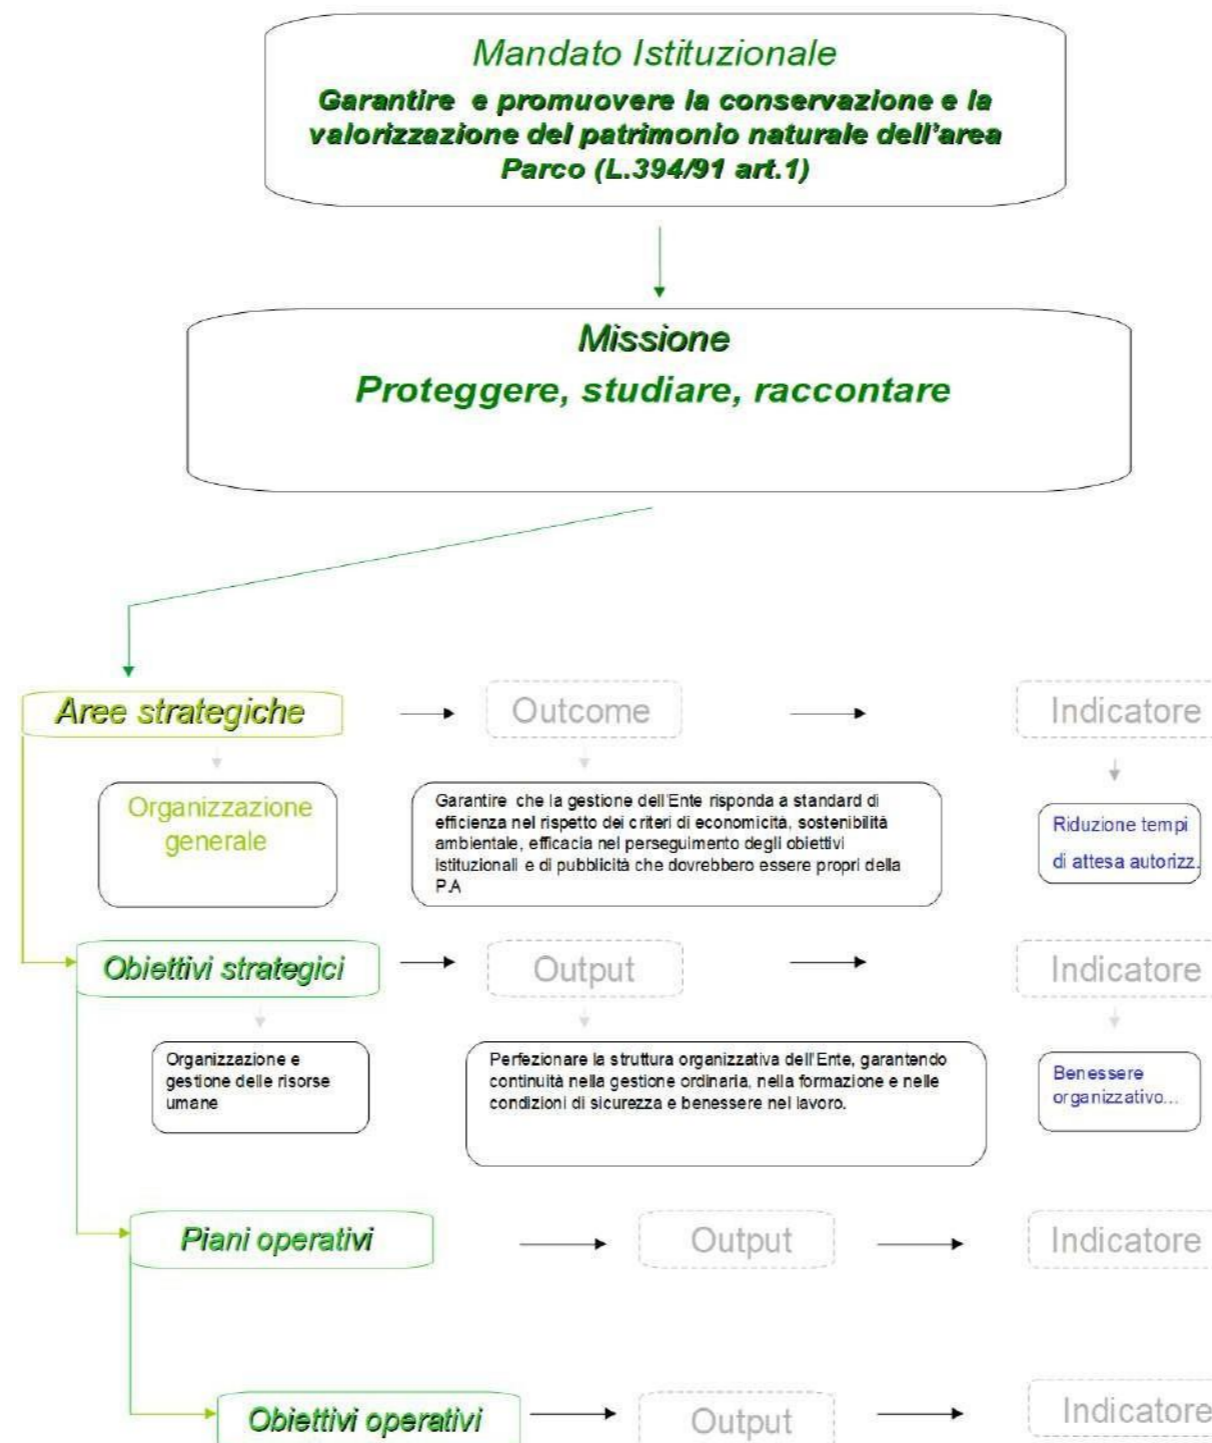 Mandato Istituzionale
Garantire e promuovere la conservazione e la
valorizzazione del patrimonio naturale dell'area
Parco (L.394/91 art.1)
Missione
Proteggere, studiare, raccontare
Aree strategiche
Outcome
Indicatore
Organizzazione
generale
Garantire che la gestione dell'Ente risponda a standard di
efficienza nel rispetto dei criteri di economicità, sostenibilità
ambientale, efficacia nel perseguimento degli obiettivi
istituzionali e di pubblicità che dovrebbero essere propri della
P.A
Riduzione tempi
di attesa autorizz.
Obiettivi strategici
Output
Indicatore
Organizzazione e
gestione delle risorse
umane
Perfezionare la struttura organizzativa dell'Ente, garantendo
continuità nella gestione ordinaria, nella formazione e nelle
condizioni di sicurezza e benessere nel lavoro.
Benessere
organizzativo...
Piani operativi
Output
Indicatore
Obiettivi operativi
Output
Indicatore